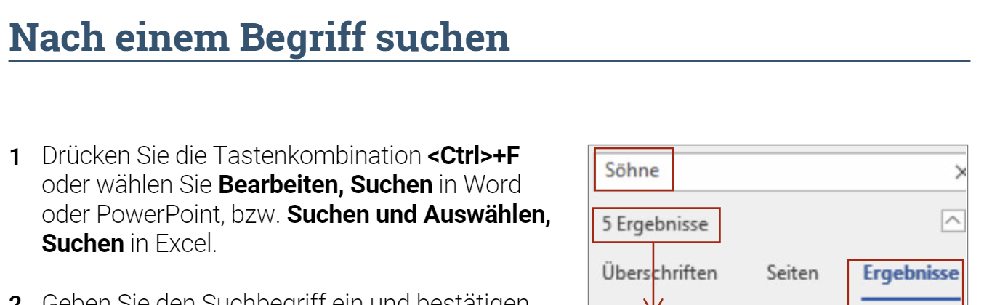 Nach einem Begriff suchen
1 Drücken Sie die Tastenkombination <Ctrl>+F
oder wählen Sie Bearbeiten, Suchen in Word
oder PowerPoint, bzw. Suchen und Auswählen,
Suchen in Excel.
2 Geben Sie den Suchbegriff ein und bestätigen
Söhne
5 Ergebnisse
Überschriften Seiten Ergebnisse